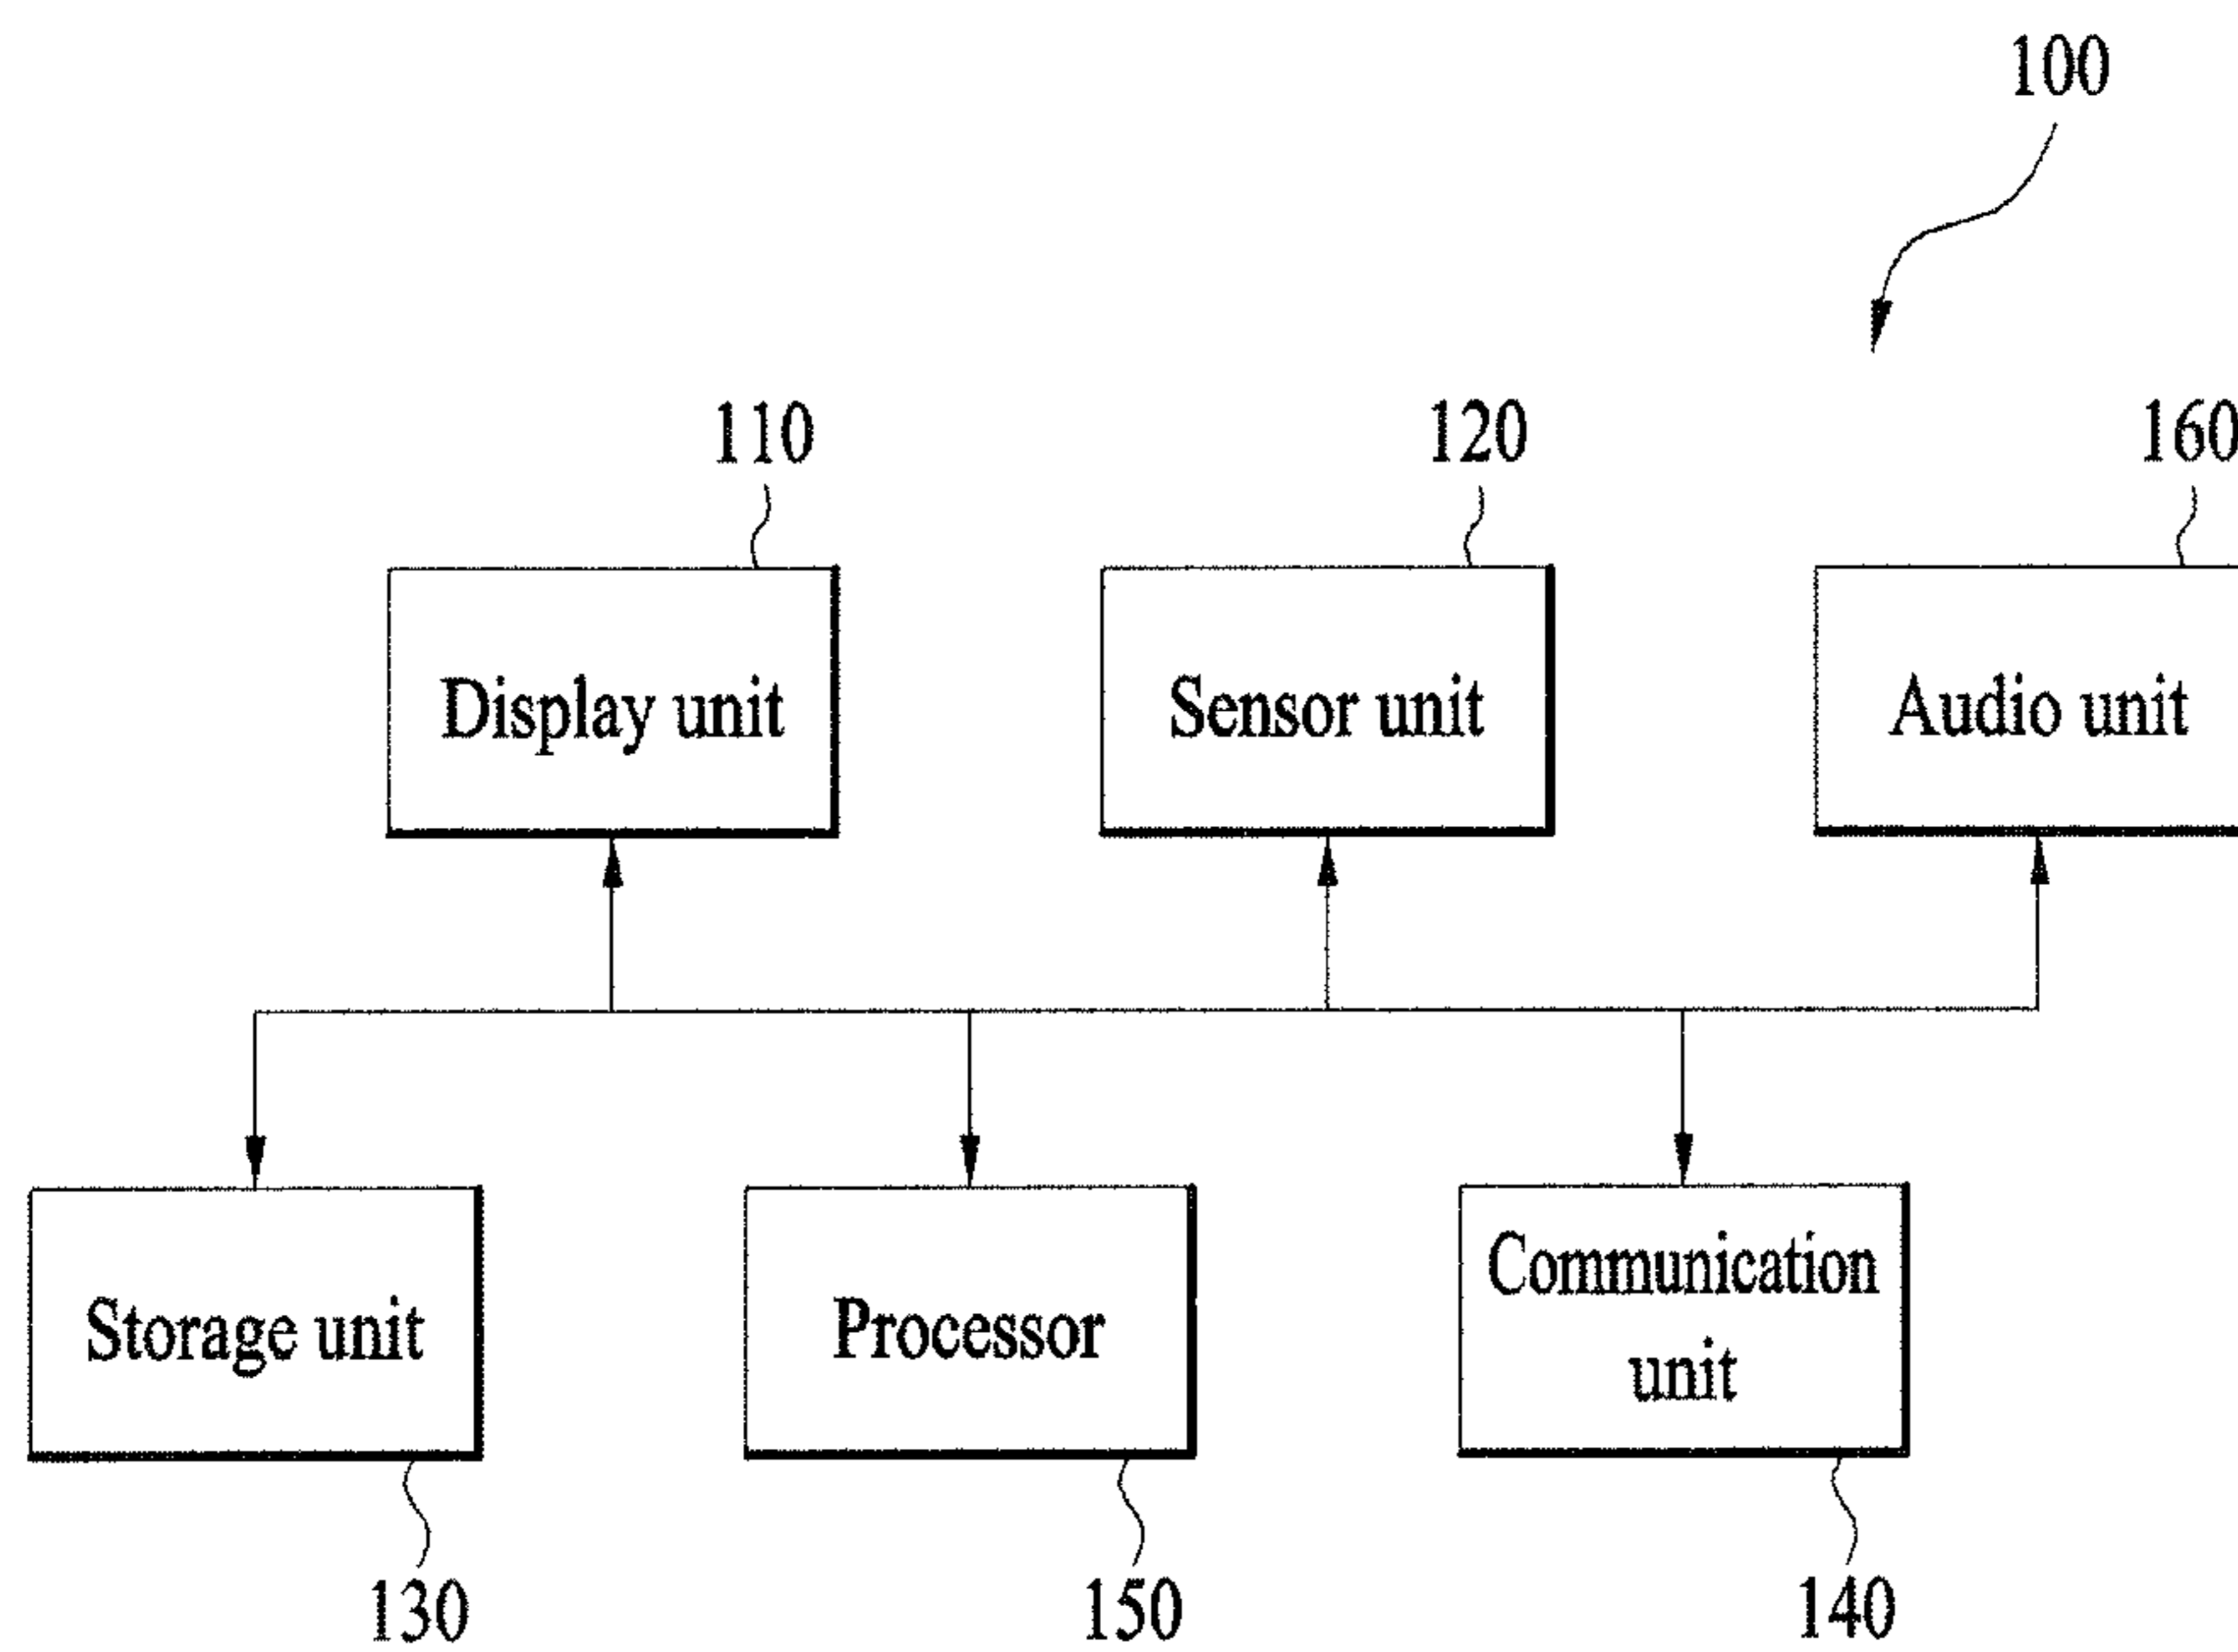 100
110
120
160
Display unit
Sensor unit
Audio unit
Storage unit
Processor
Communication
unit
130
150
140